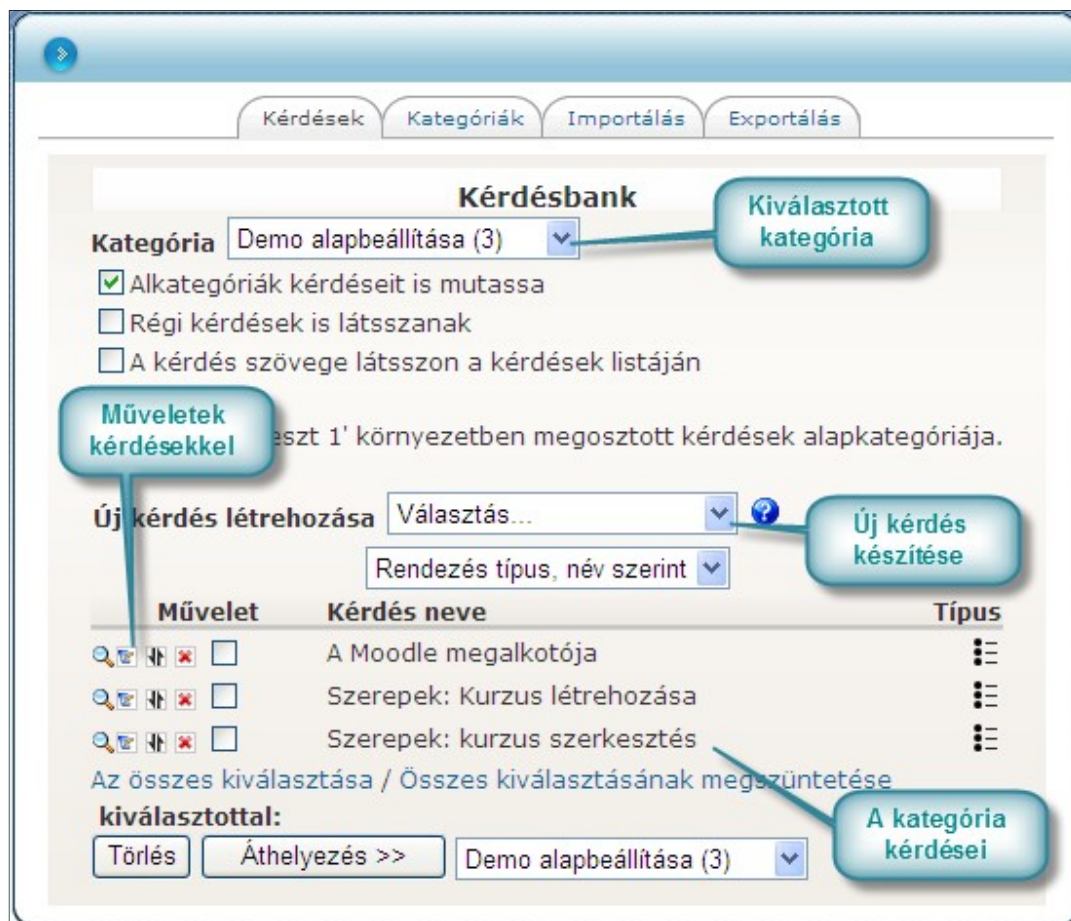 Kérdések Kategóriák Importálás Exportálás
Kérdésbank
Kiválasztott
kategória
Kategória Demo alapbeállítása (3)
Alkategóriák kérdéseit is mutassa
Régi kérdések is látsszanak
A kérdés szövege látsszon a kérdések listáján
Műveletek
kérdésekkel
eszt 1' környezetben megosztott kérdések alapkategóriája.
Új kérdés létrehozása Választás...
Új kérdés
készítése
Rendezés típus, név szerint
Művelet Kérdés neve Típus
A Moodle megalkotója
Szerepek: Kurzus létrehozása
Szerepek: kurzus szerkesztés
Az összes kiválasztása / Összes kiválasztásának megszüntetése
kiválasztottal:
A kategória
kérdései
Törlés Áthelyezés >> Demo alapbeállítása (3)